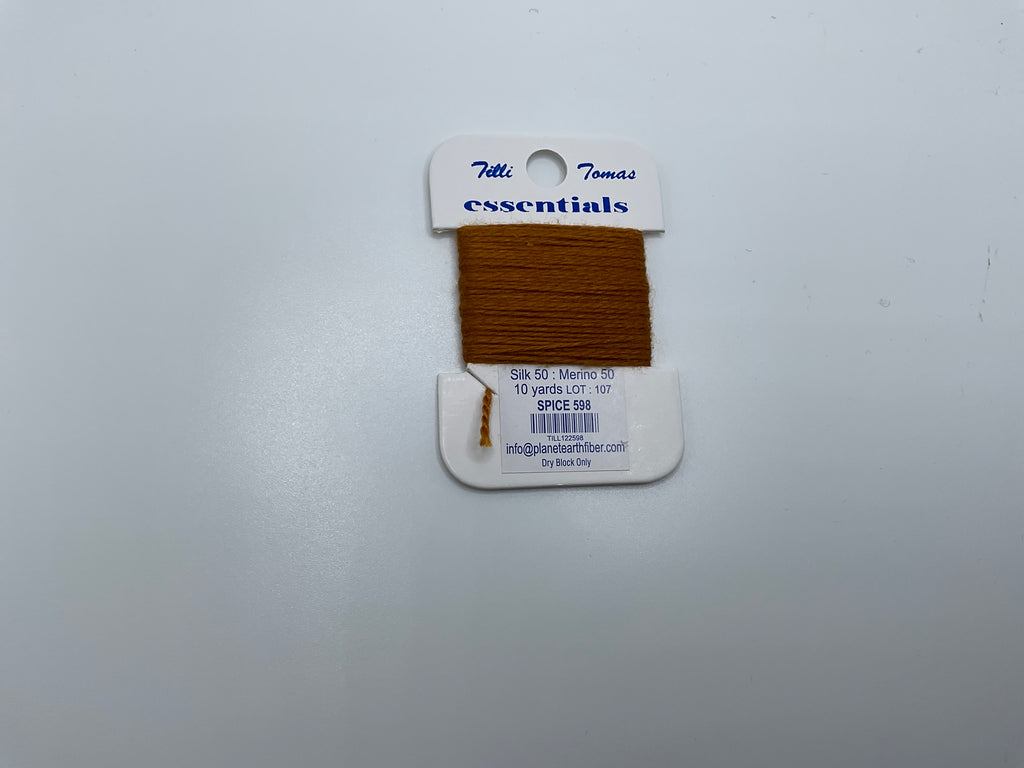 Tilli Tomas
essentials
Silk 50 : Merino 50
10 yards LOT : 107
SPICE 598
TILL122598
info@planetearthfiber.com
Dry Block Only